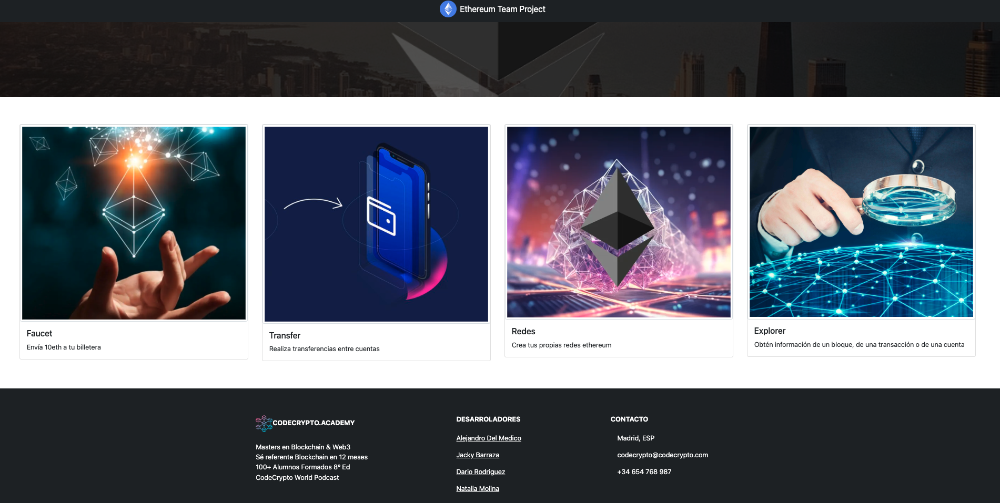 Ethereum Team Project
Faucet
Envía 10eth a tu billetera
Transfer
Realiza transferencias entre cuentas
Redes
Crea tus propias redes ethereum
Explorer
Obtén información de un bloque, de una transacción o de una cuenta
CODECRYPTO.ACADEMY
Masters en Blockchain & Web3
Sé referente Blockchain en 12 meses
100+ Alumnos Formados 8º Ed
CodeCrypto World Podcast
DESARROLADORES
Alejandro Del Medico
Jacky Barraza
Dario Rodriguez
Natalia Molina
CONTACTO
Madrid, ESP
codecrypto@codecrypto.com
+34 654 768 987